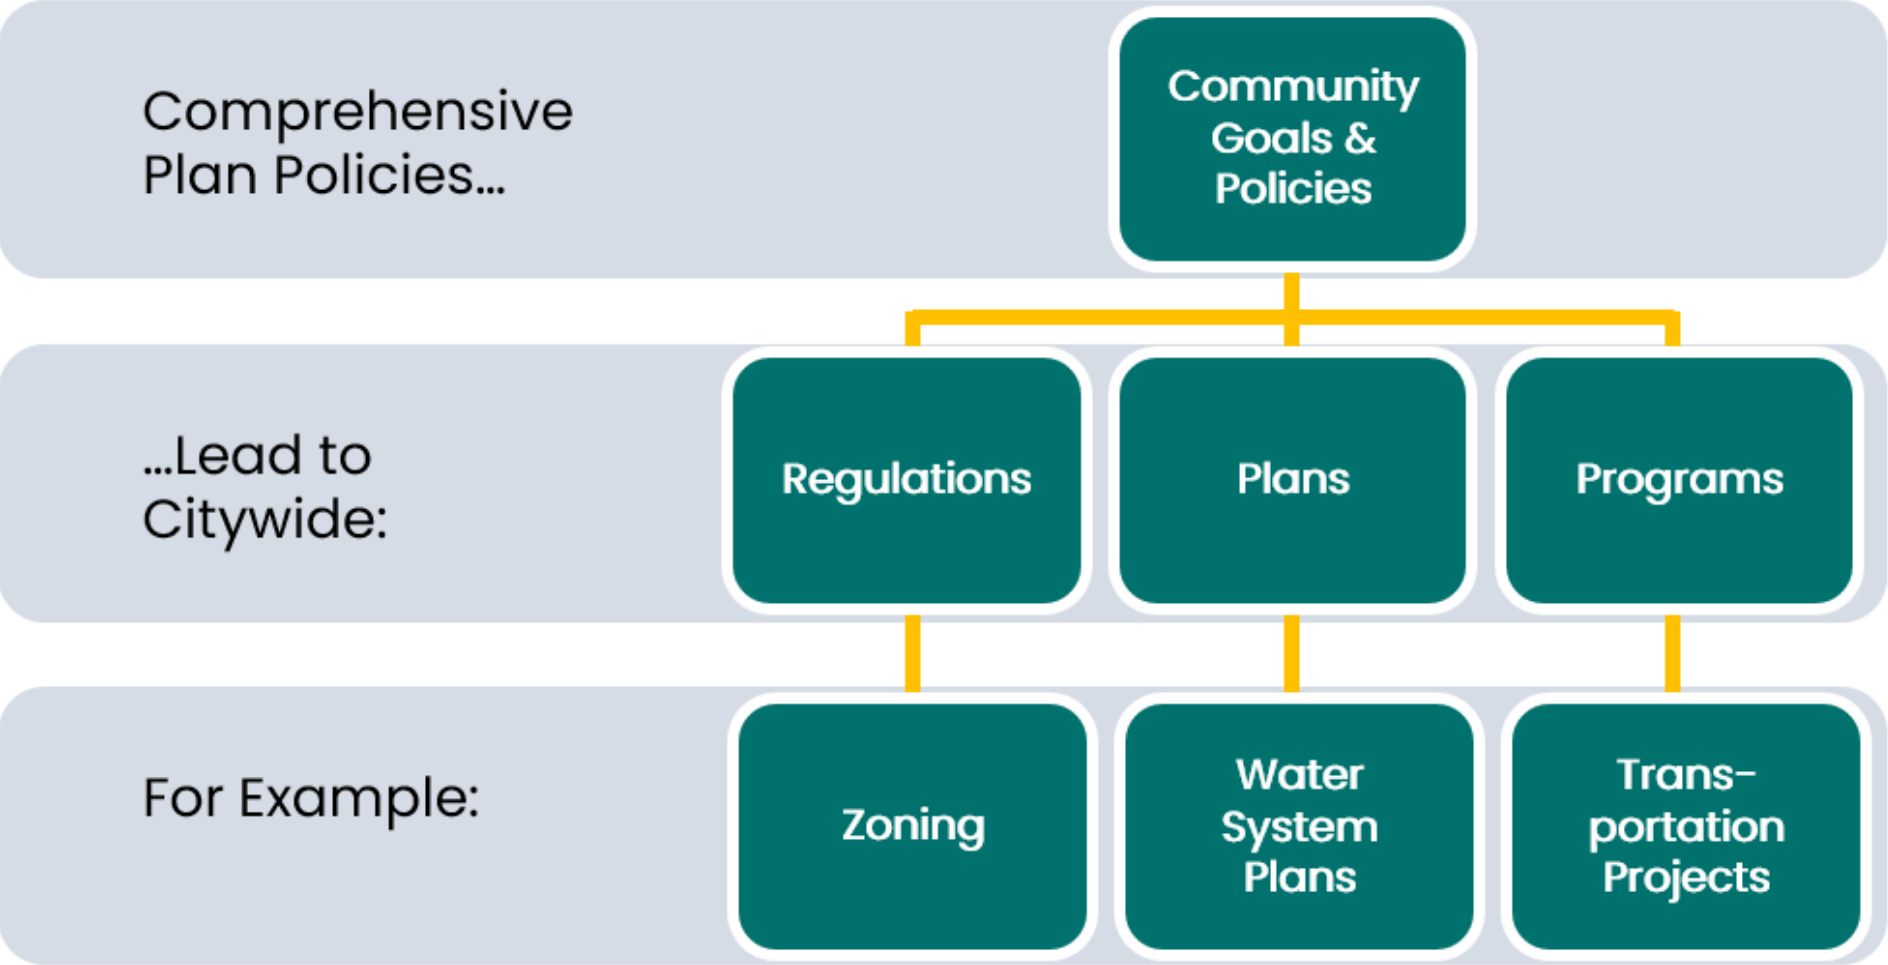 Comprehensive
Plan Policies...
Community
Goals &
Policies
...Lead to
Citywide:
Regulations
Plans
Programs
For Example:
Zoning
Water
System
Plans
Trans-
portation
Projects